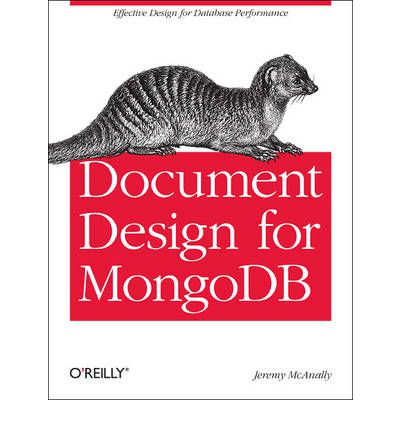 Effective Design for Database Performance
Document
Design for
MongoDB
O'REILLY®
Jeremy McAnally